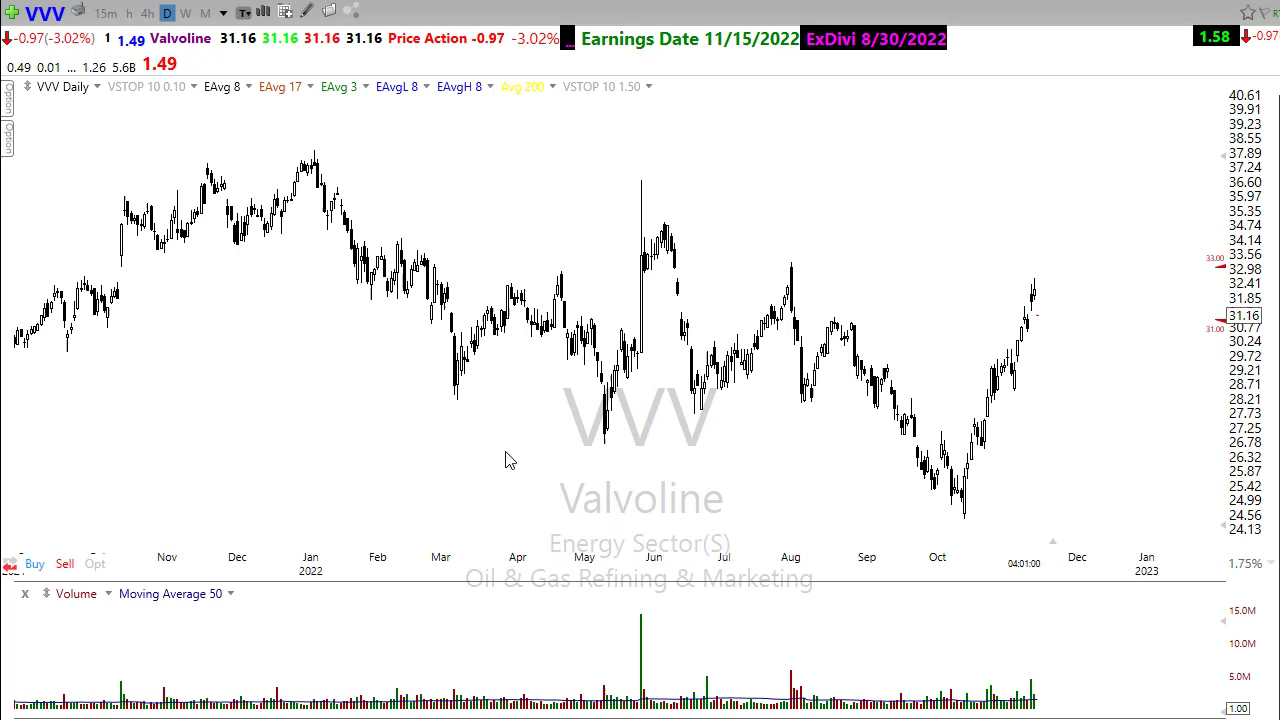 VVV 15m h 4h D W M T
-0.97(-3.02%) 1 1.49 Valvoline 31.16 31.16 31.16 31.16 Price Action -0.97 -3.02% ... Earnings Date 11/15/2022 ExDivi 8/30/2022 1.58 -0.97
0.49 0.01 ... 1.26 5.68 1.49
VVV Daily VSTOP 10 0.10 EAvg 8 EAvg 17 EAvg 3 EAvgL 8 EAvgH 8 Avg 200 VSTOP 10 1.50
Option
Option
40.61
39.91
39.23
38.55
37.89
37.24
36.60
35.97
35.35
34.74
34.14
33.56
33.00
32.98
32.41
31.85
31.16
31.00
30.77
30.24
29.72
29.21
28.71
28.21
27.73
27.25
26.78
26.32
25.87
25.42
24.99
24.56
24.13
VVV
Valvoline
Energy Sector(S)
Oil & Gas Refining & Marketing
Nov Dec Jan Feb Mar Apr May Jun Jul Aug Sep Oct Dec Jan
2022 04:01:00 2023
Buy Sell Opt 1.75%
x Volume Moving Average 50
15.0M
10.0M
5.0M
1.00